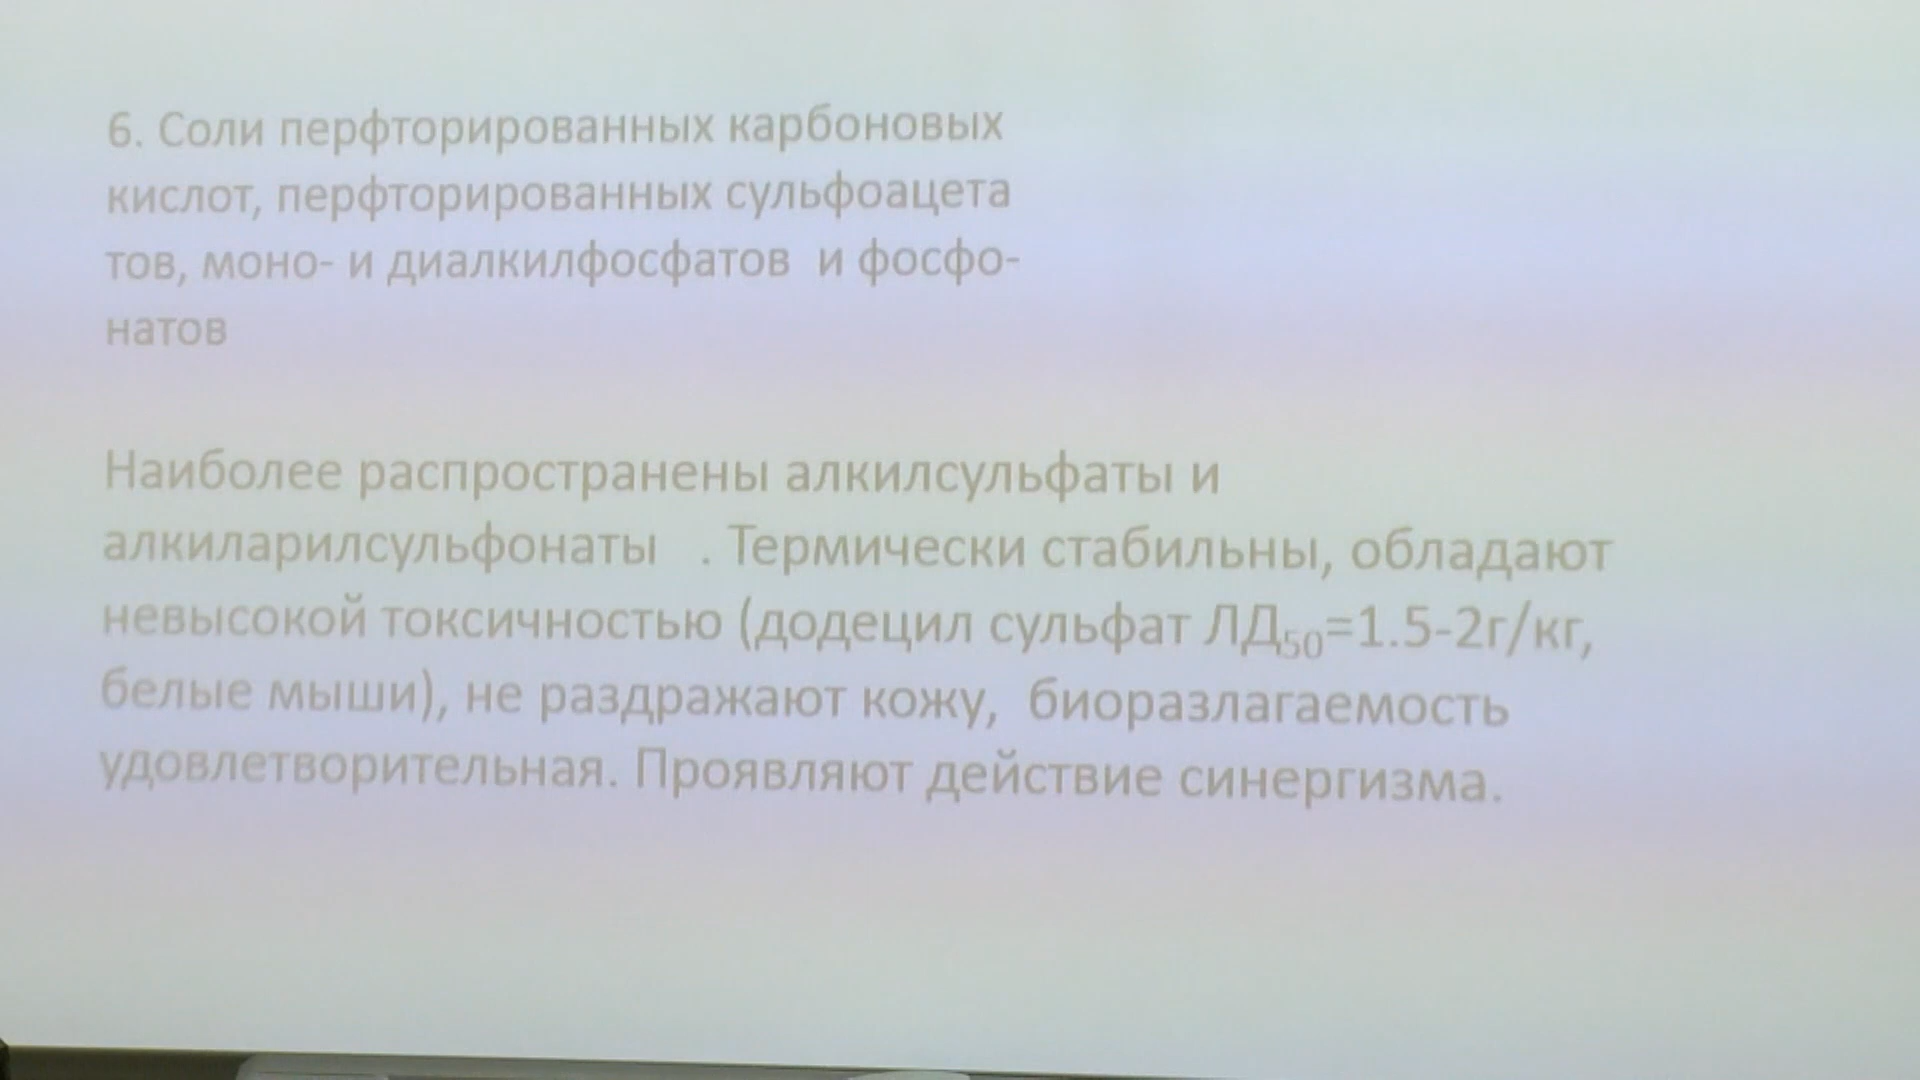 6. Соли перфторированных карбоновых
кислот, перфторированных сульфоацета
тов, моно- и диалкилфосфатов и фосфо-
натов
Наиболее распространены алкилсульфаты и
алкиларилсульфонаты . Термически стабильны, обладают
невысокой токсичностью (додецил сульфат ЛД50=1.5-2г/кг,
белые мыши), не раздражают кожу, биоразлагаемость
удовлетворительная. Проявляют действие синергизма.